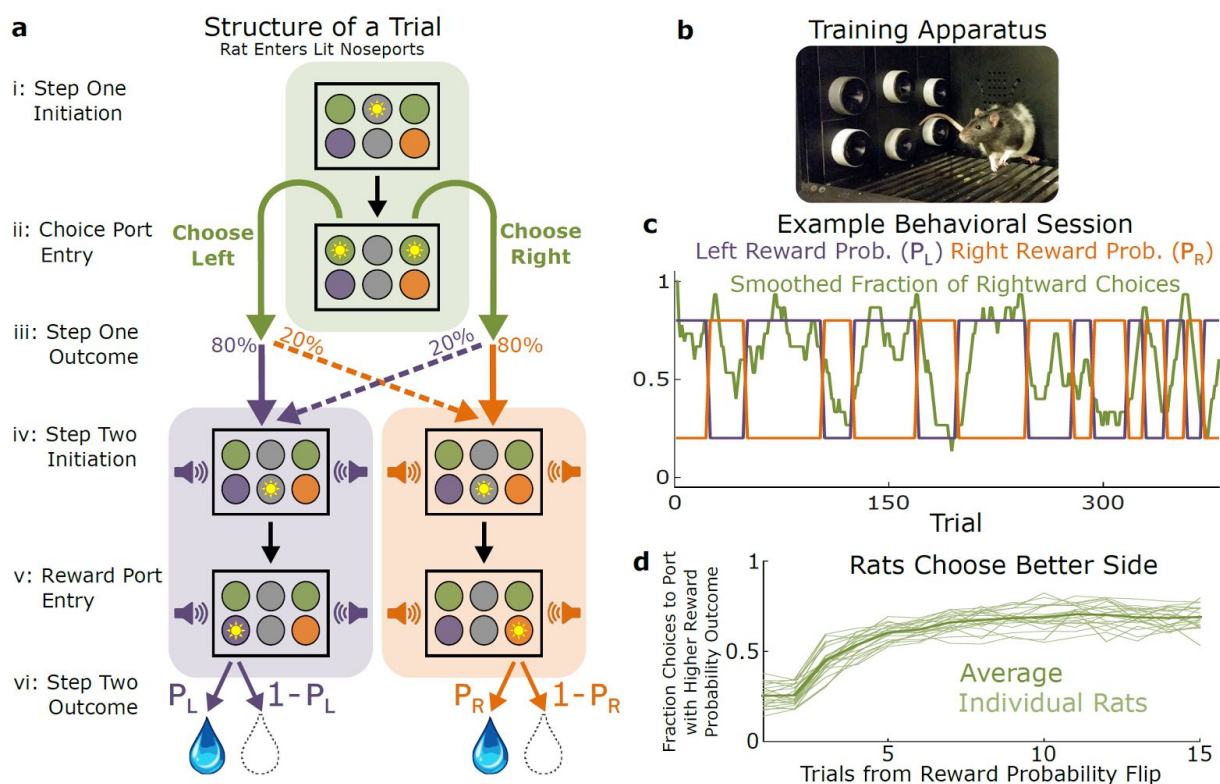 a
Structure of a Trial
Rat Enters Lit Noseports
i: Step One
Initiation
ii: Choice Port
Entry
Choose
Left
Choose
Right
iii: Step One
Outcome
80%
20%
20%
80%
iv: Step Two
Initiation
v: Reward Port
Entry
vi: Step Two
Outcome
PL
1-PL
PR
1-PR
b
Training Apparatus
c
Example Behavioral Session
Left Reward Prob. (PL) Right Reward Prob. (PR)
Smoothed Fraction of Rightward Choices
1
0.5
0
0
150
300
Trial
d
Rats Choose Better Side
Fraction Choices to Port
with Higher Reward
Probability Outcome
1
0.5
0
Average
Individual Rats
5
10
15
Trials from Reward Probability Flip